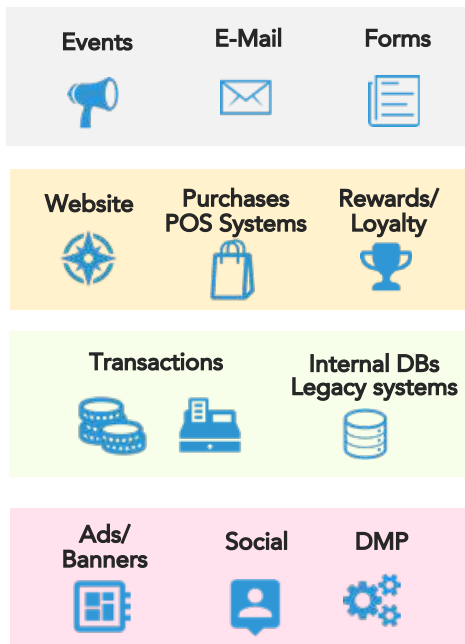 Events
E-Mail
Forms
Website
Purchases
POS Systems
Rewards/
Loyalty
Transactions
Internal DBs
Legacy systems
Ads/
Banners
Social
DMP